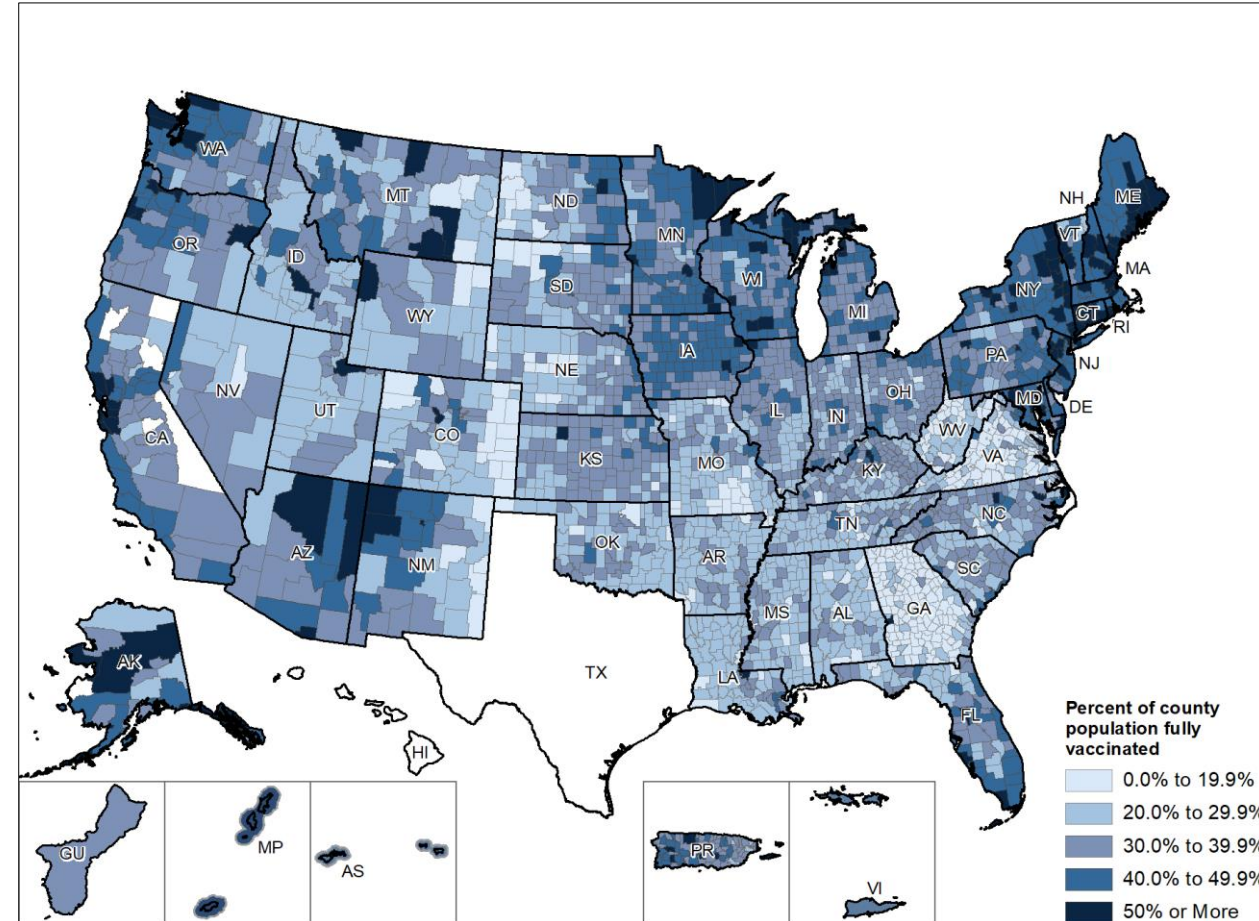 WA
MT
ND
MN
OR
ID
SD
WI
WY
MI
NY
NH
ME
VT
MA
CT
RI
NV
UT
NE
IA
PA
NJ
CA
CO
IL
IN
OH
MD
DE
KS
MO
WV
VA
KY
AZ
NM
OK
AR
TN
NC
SC
MS
AL
GA
TX
LA
FL
AK
HI
GU
MP
AS
PR
VI
Percent of county
population fully
vaccinated
0.0% to 19.9%
20.0% to 29.9%
30.0% to 39.9%
40.0% to 49.9%
50% or More